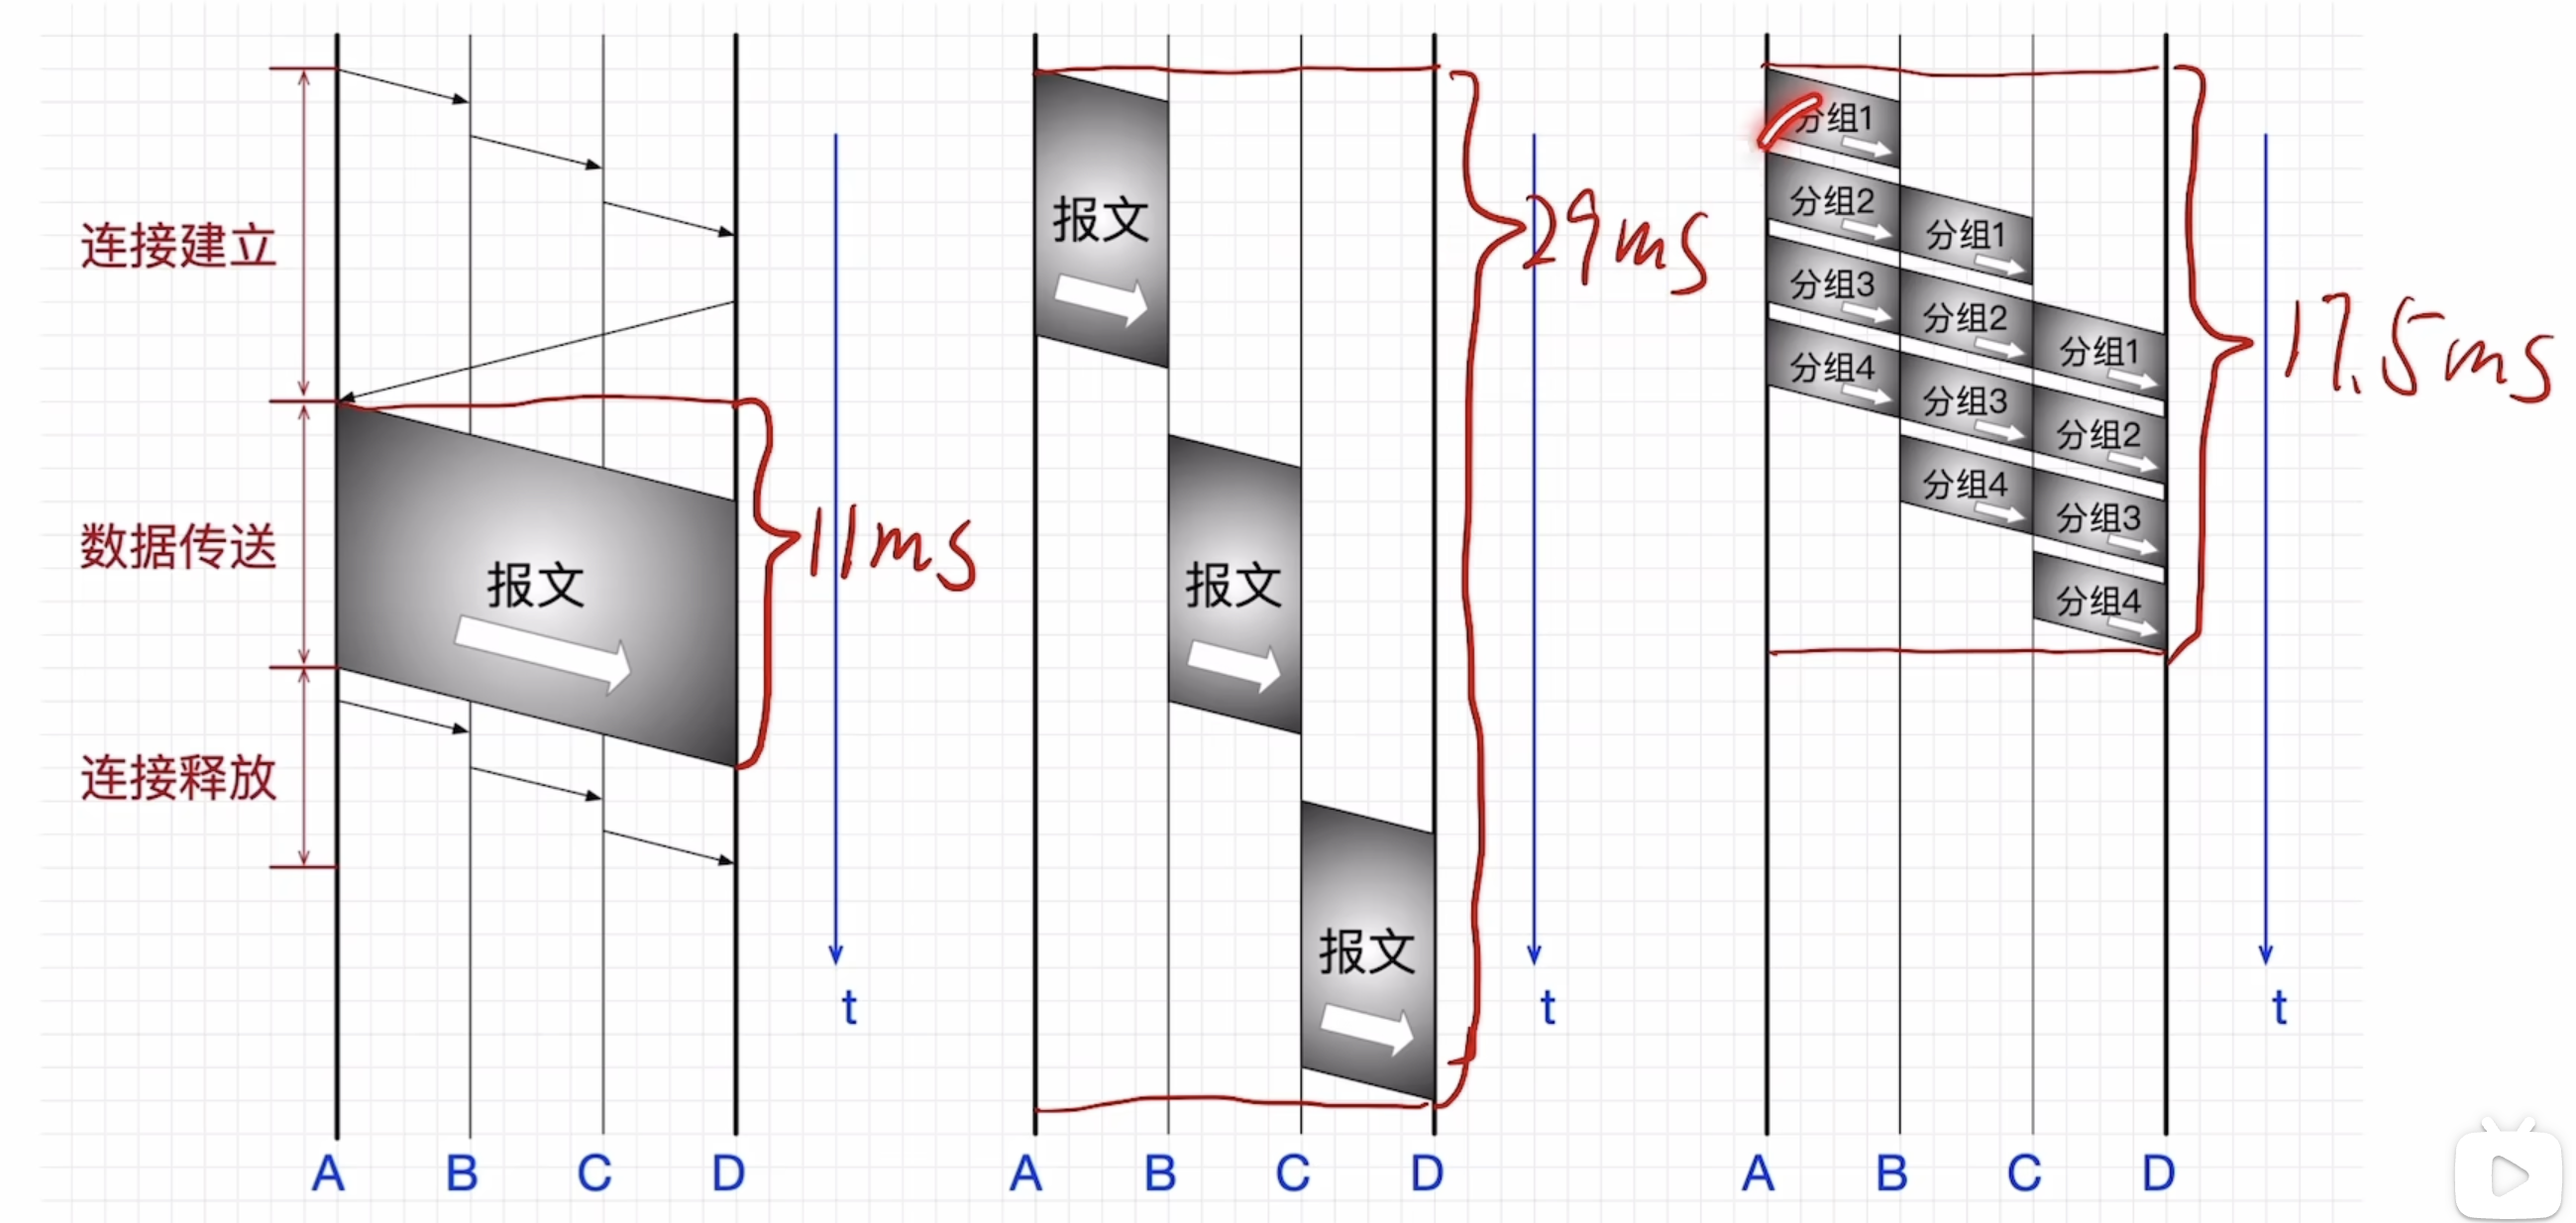 连接建立
数据传送
连接释放
报文
11ms
t
A B C D
报文
报文
报文
29ms
t
A B C D
分组1
分组2 分组1
分组3 分组2 分组1
分组4 分组3 分组2
分组4 分组3
分组4
17.5ms
t
A B C D